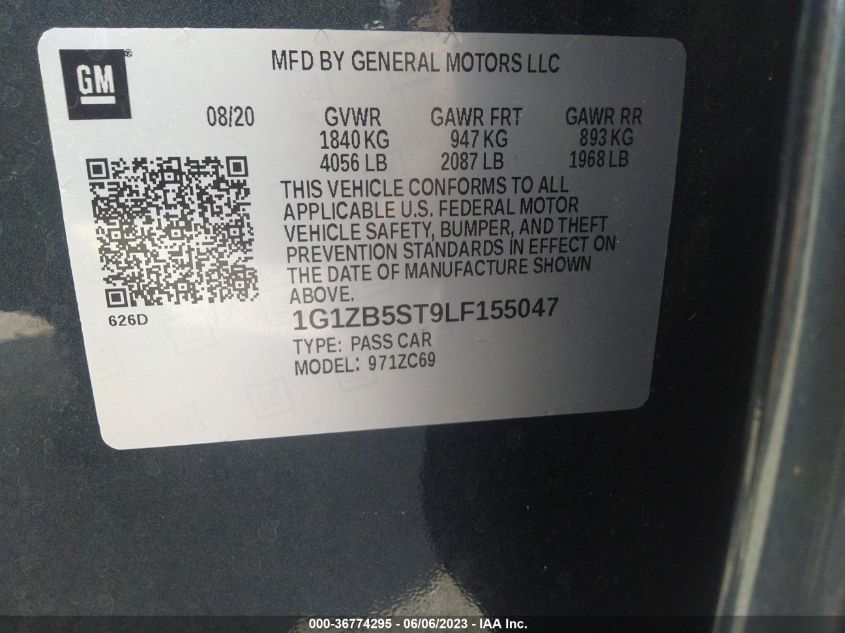 GM
MFD BY GENERAL MOTORS LLC
08/20 GVWR GAWR FRT GAWR RR
1840 KG 947 KG 893 KG
4056 LB 2087 LB 1968 LB
THIS VEHICLE CONFORMS TO ALL
APPLICABLE U.S. FEDERAL MOTOR
VEHICLE SAFETY, BUMPER, AND THEFT
PREVENTION STANDARDS IN EFFECT ON
THE DATE OF MANUFACTURE SHOWN
ABOVE.
626D
1G1ZB5ST9LF155047
TYPE: PASS CAR
MODEL: 971ZC69
000-36774295 - 06/06/2023 - IAA Inc.